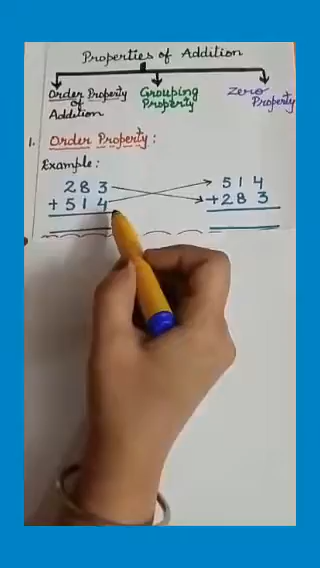 Properties of Addition
Order Property of Addition
Grouping Property
Zero Property
1. Order Property :
Example :
283 514
+ 514 + 283